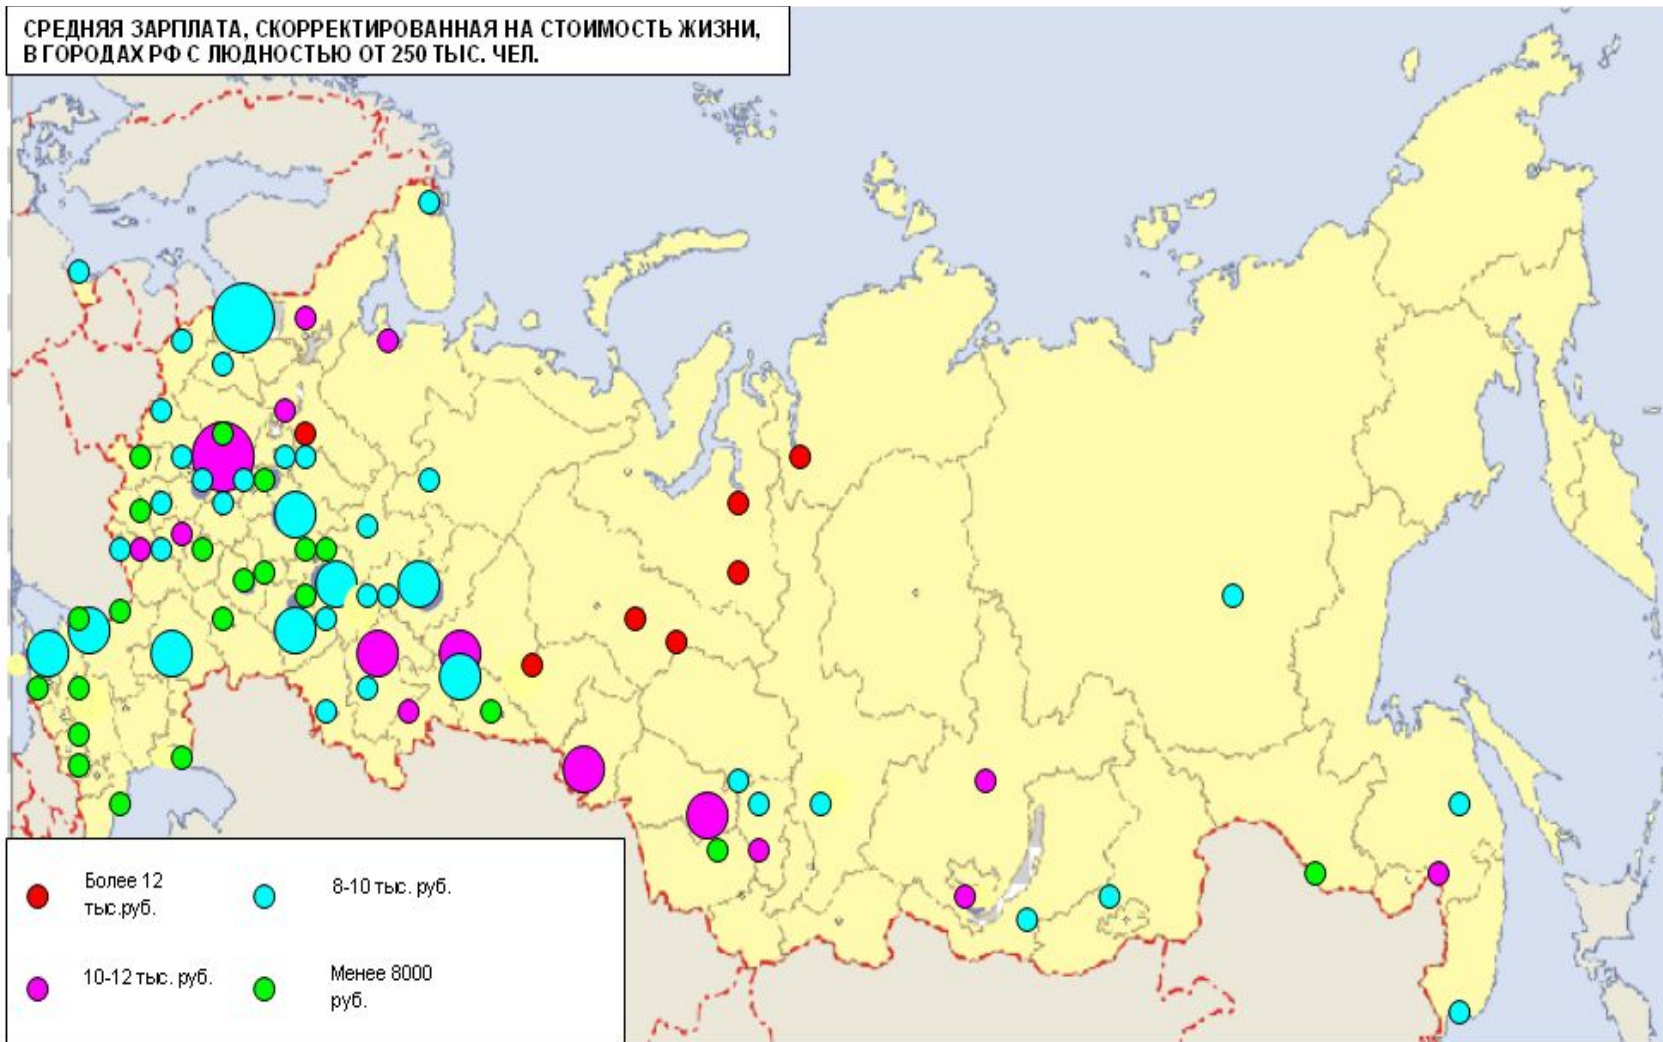 СРЕДНЯЯ ЗАРПЛАТА, СКОРРЕКТИРОВАННАЯ НА СТОИМОСТЬ ЖИЗНИ,
В ГОРОДАХ РФ С ЛЮДНОСТЬЮ ОТ 250 ТЫС. ЧЕЛ.
Более 12
тыс.руб.
8-10 тыс. руб.
10-12 тыс. руб.
Менее 8000
руб.